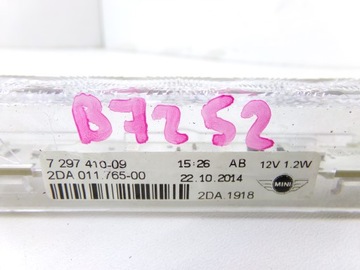 B7252
7 297 410-09 15:26 AB 12V 1.2W
2DA 011.765-00 22.10.2014 MINI
2DA.1918